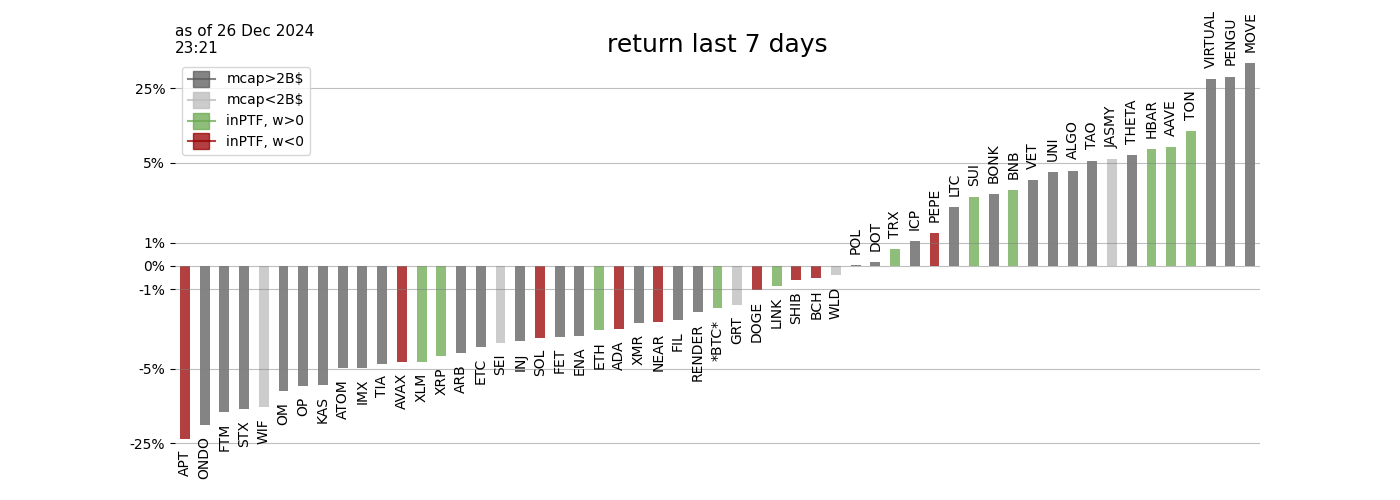 as of 26 Dec 2024
23:21
return last 7 days
mcap>2B$
mcap<2B$
inPTF, w>0
inPTF, w<0
25%
5%
1%
0%
-1%
-5%
-25%
APT
ONDO
FTM
STX
WIF
OM
OP
KAS
ATOM
IMX
TIA
AVAX
XLM
XRP
ARB
ETC
SEI
INJ
SOL
FET
ENA
ETH
ADA
XMR
NEAR
FIL
RENDER
*BTC*
GRT
DOGE
LINK
SHIB
BCH
WLD
POL
DOT
TRX
ICP
PEPE
LTC
SUI
BONK
BNB
VET
UNI
ALGO
TAO
JASMY
THETA
HBAR
AAVE
TON
VIRTUAL
PENGU
MOVE